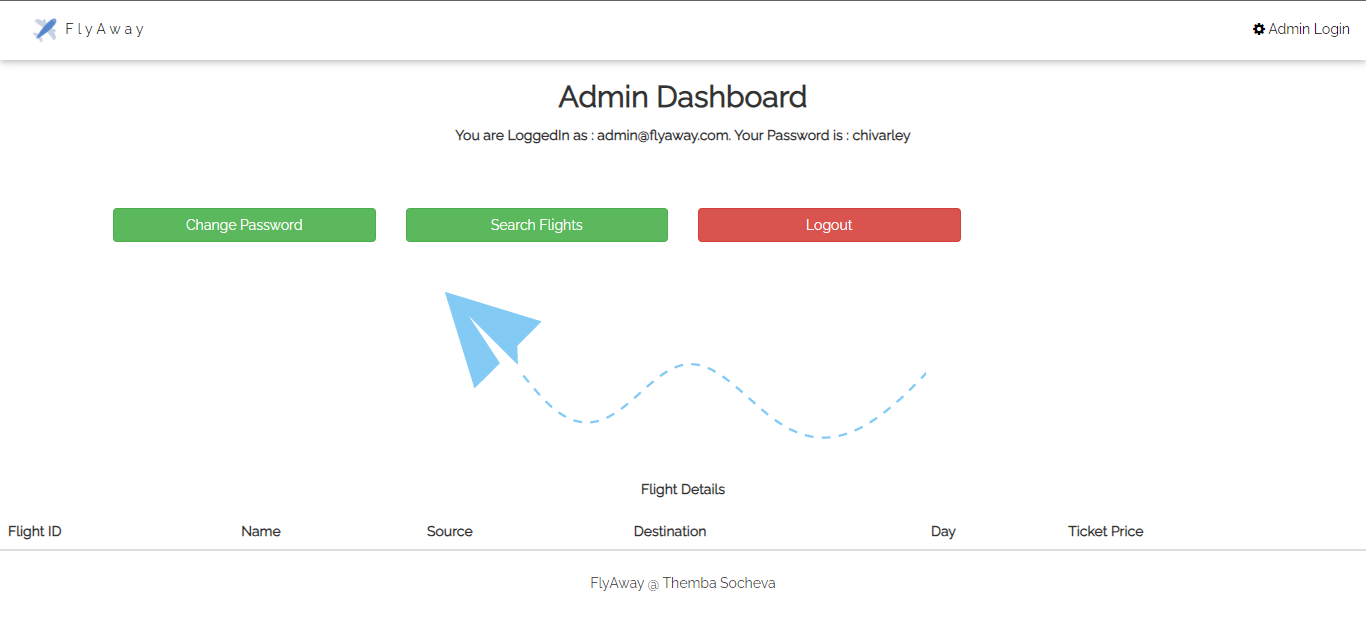 FlyAway
Admin Login
Admin Dashboard
You are LoggedIn as : admin@flyaway.com. Your Password is : chivarley
Change Password
Search Flights
Logout
Flight Details
Flight ID Name Source Destination Day Ticket Price
FlyAway @ Themba Socheva